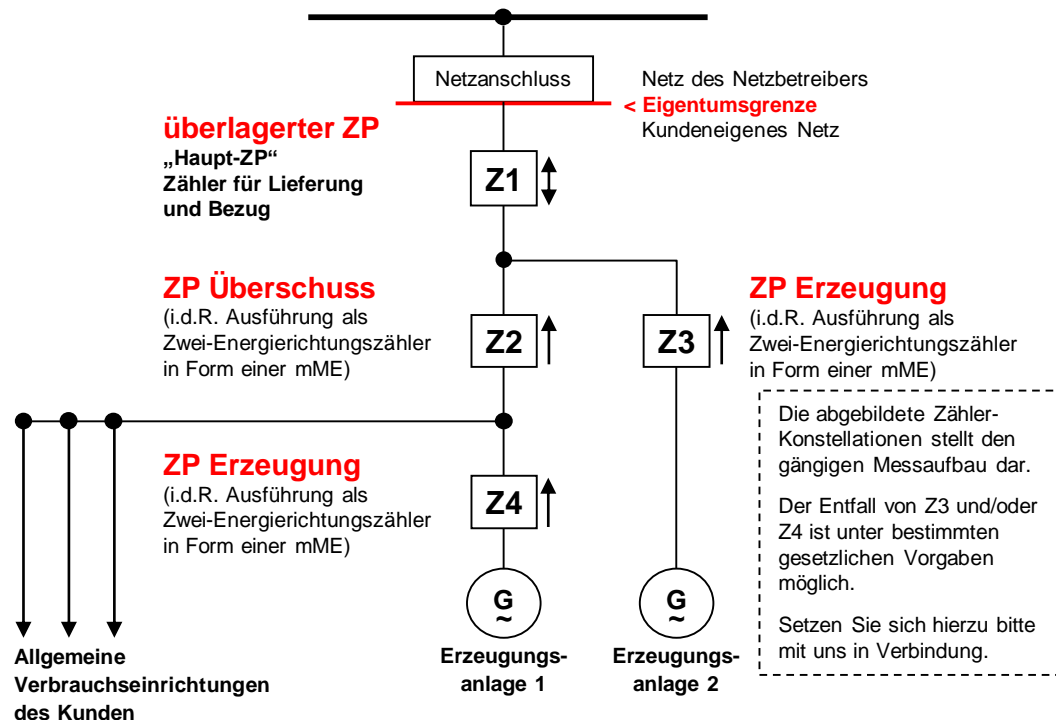 Netzanschluss
Netz des Netzbetreibers
< Eigentumsgrenze
Kundeneigenes Netz
überlagerter ZP
„Haupt-ZP“
Zähler für Lieferung
und Bezug
Z1
ZP Überschuss
(i.d.R. Ausführung als
Zwei-Energierichtungszähler
in Form einer mME)
Z2
Z3
ZP Erzeugung
(i.d.R. Ausführung als
Zwei-Energierichtungszähler
in Form einer mME)
ZP Erzeugung
(i.d.R. Ausführung als
Zwei-Energierichtungszähler
in Form einer mME)
Z4
Die abgebildete Zähler-
Konstellationen stellt den
gängigen Messaufbau dar.
Der Entfall von Z3 und/oder
Z4 ist unter bestimmten
gesetzlichen Vorgaben
möglich.
Setzen Sie sich hierzu bitte
mit uns in Verbindung.
G
~
G
~
Allgemeine
Verbrauchseinrichtungen
des Kunden
Erzeugungs-
anlage 1
Erzeugungs-
anlage 2